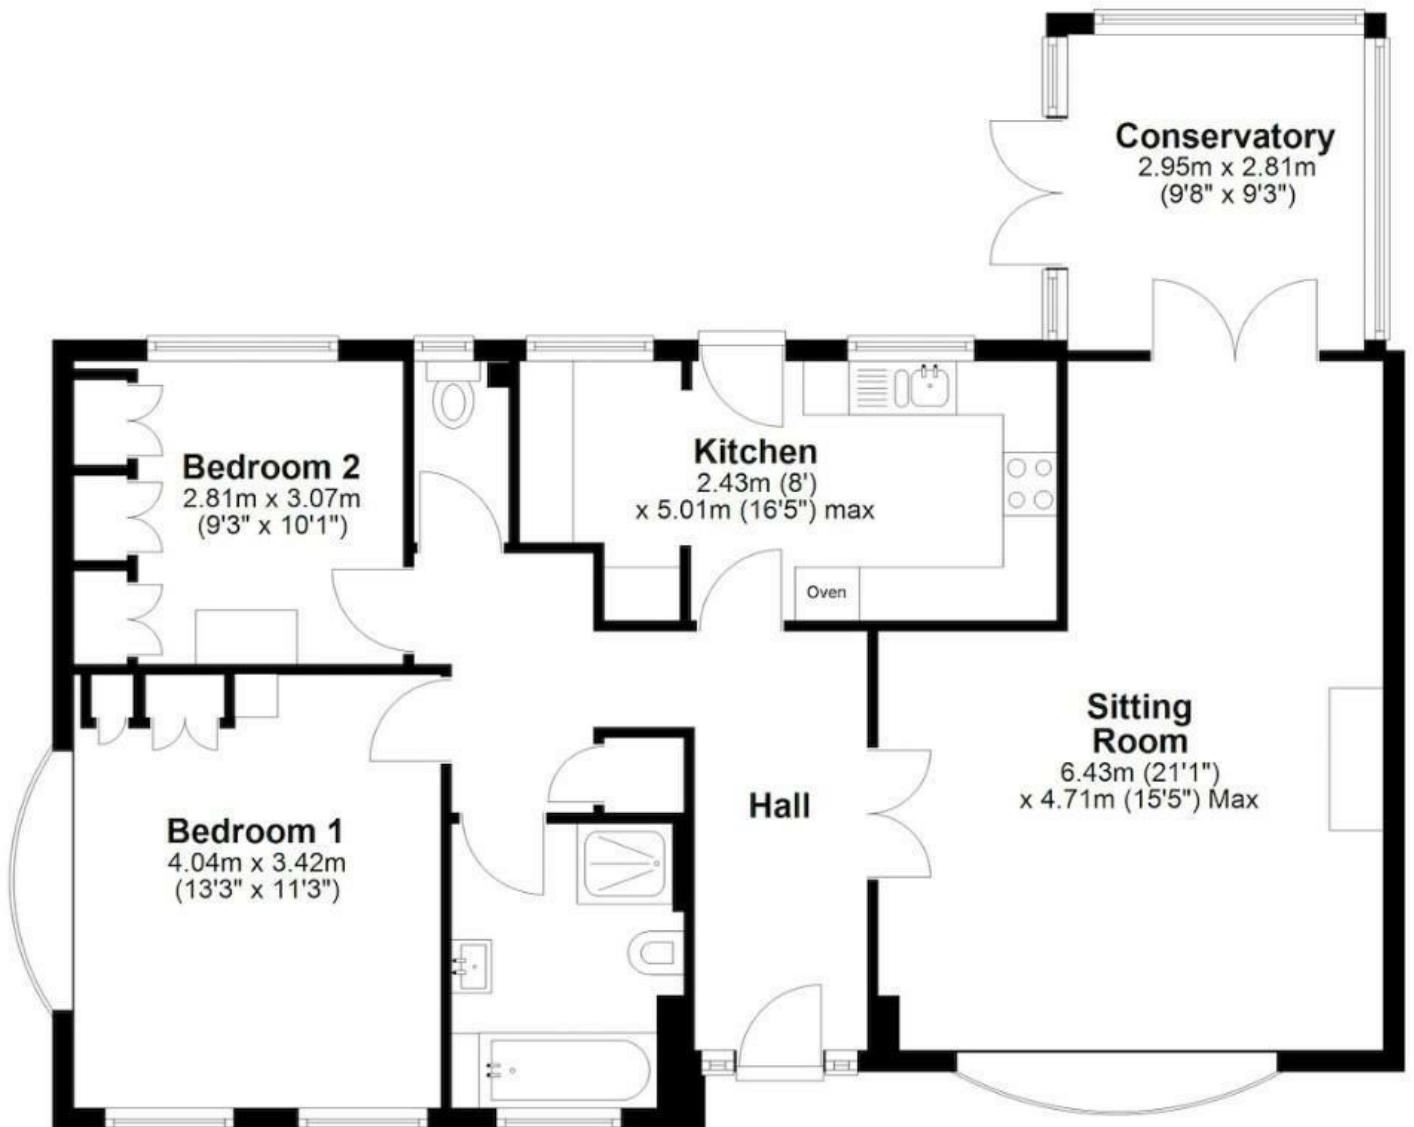 Conservatory
2.95m x 2.81m
(9'8" x 9'3")
Kitchen
2.43m (8')
x 5.01m (16'5") max
Bedroom 2
2.81m x 3.07m
(9'3" x 10'1")
Oven
Sitting
Room
6.43m (21'1")
x 4.71m (15'5") Max
Hall
Bedroom 1
4.04m x 3.42m
(13'3" x 11'3")